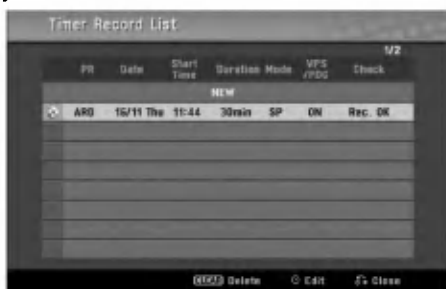 Timer Record List
1/2
PR Date Start Time Duration Mode VPS /PDC Check
NEW
ARD 15/11 Thu 11:44 30min SP ON Rec. OK
CLEAR Delete Edit Close